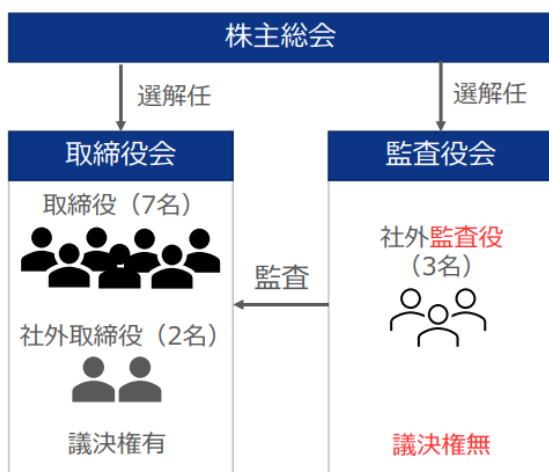 株主総会
選解任
選解任
取締役会
取締役（7名）
社外取締役（2名）
議決権有
監査
監査役会
社外監査役
（3名）
議決権無